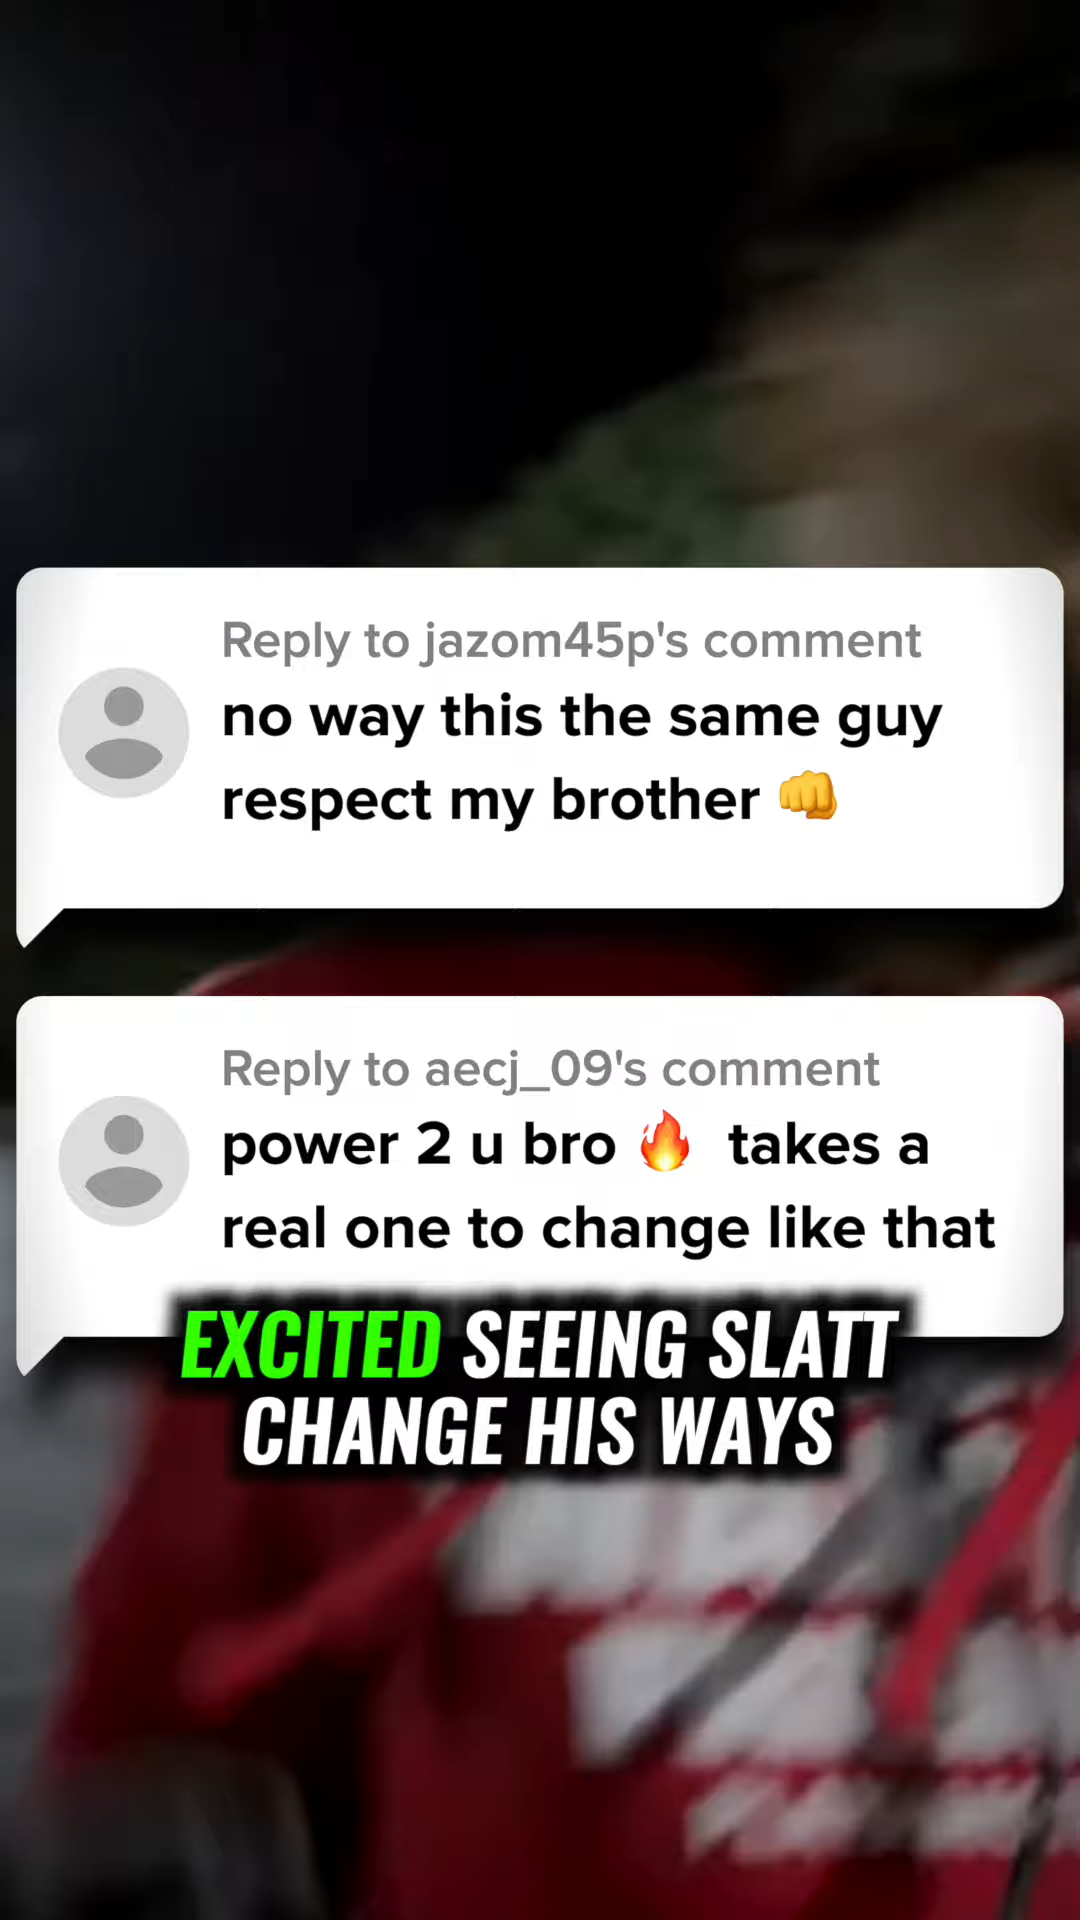 Reply to jazom45p's comment
no way this the same guy
respect my brother 👊
Reply to aecj_09's comment
power 2 u bro 🔥 takes a
real one to change like that
EXCITED SEEING SLATT
CHANGE HIS WAYS